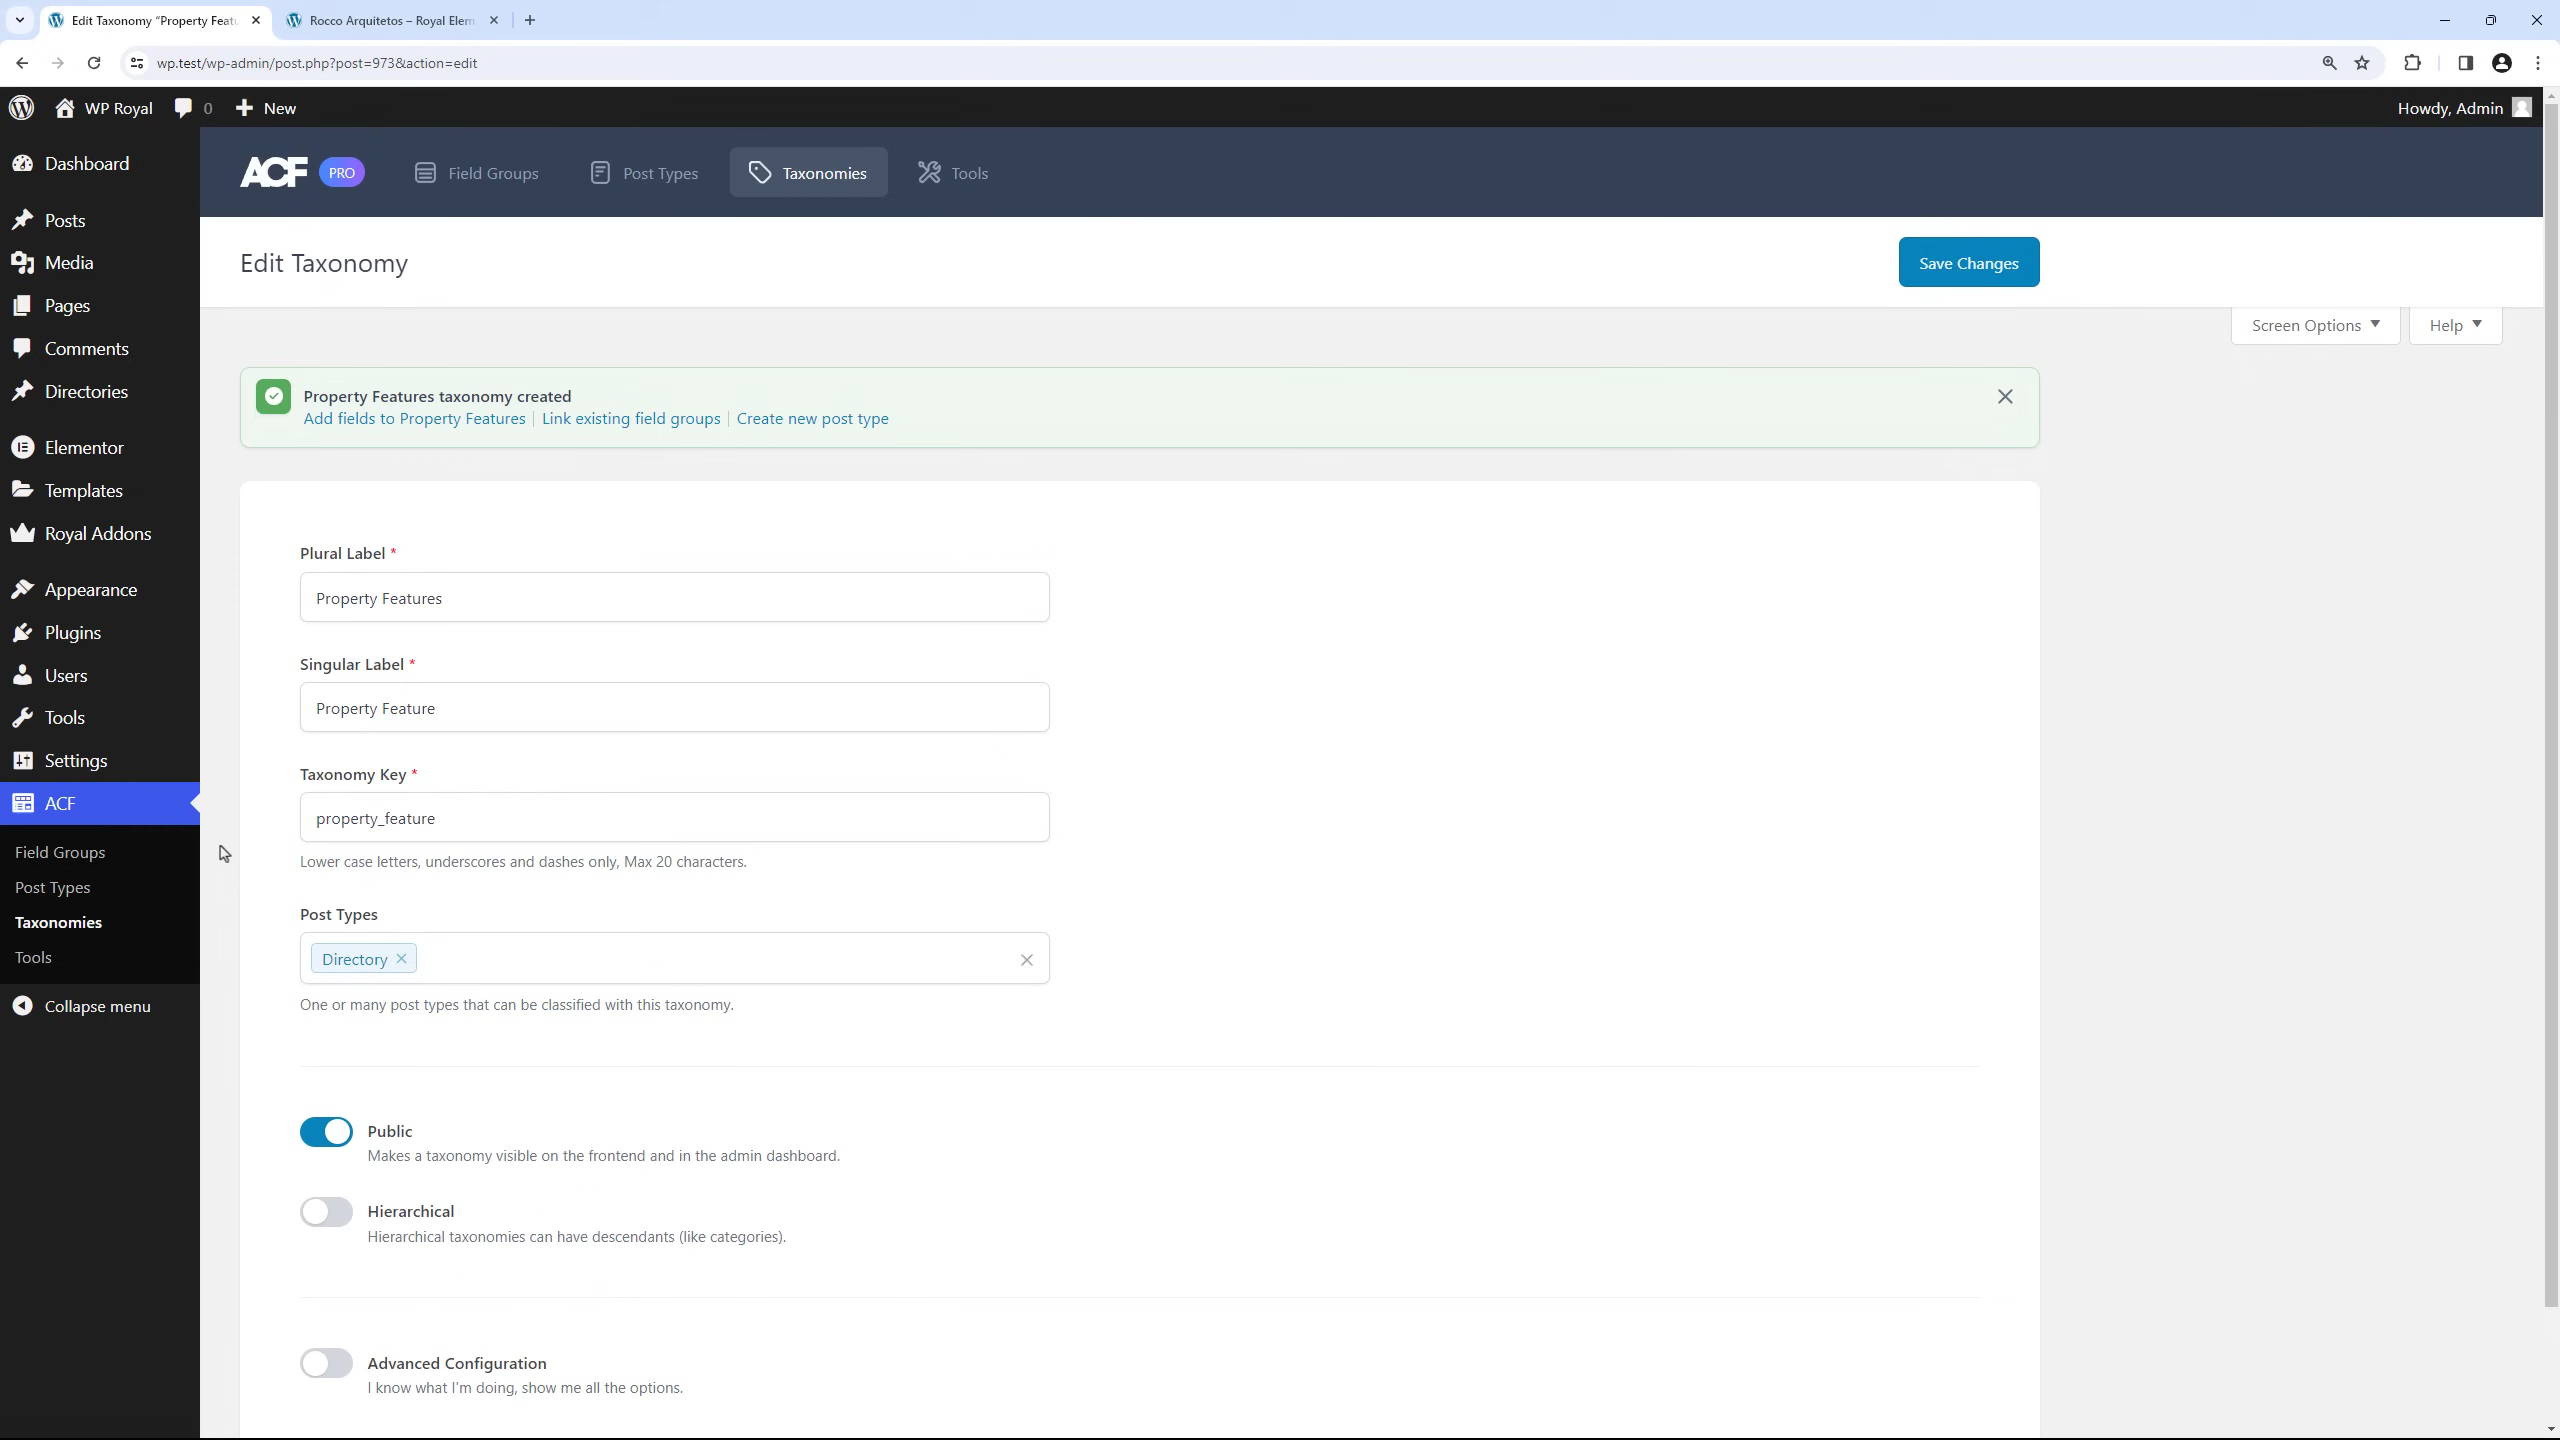 Edit Taxonomy "Property Featu
Rocco Arquitetos – Royal Elem
wp.test/wp-admin/post.php?post=973&action=edit
WP Royal
0
New
Howdy, Admin
Dashboard
Posts
Media
Pages
Comments
Directories
Elementor
Templates
Royal Addons
Appearance
Plugins
Users
Tools
Settings
ACF
Field Groups
Post Types
Taxonomies
Tools
Collapse menu
ACF PRO
Field Groups
Post Types
Taxonomies
Tools
Edit Taxonomy
Save Changes
Screen Options
Help
Property Features taxonomy created
Add fields to Property Features | Link existing field groups | Create new post type
Plural Label *
Property Features
Singular Label *
Property Feature
Taxonomy Key *
property_feature
Lower case letters, underscores and dashes only, Max 20 characters.
Post Types
Directory
One or many post types that can be classified with this taxonomy.
Public
Makes a taxonomy visible on the frontend and in the admin dashboard.
Hierarchical
Hierarchical taxonomies can have descendants (like categories).
Advanced Configuration
I know what I'm doing, show me all the options.